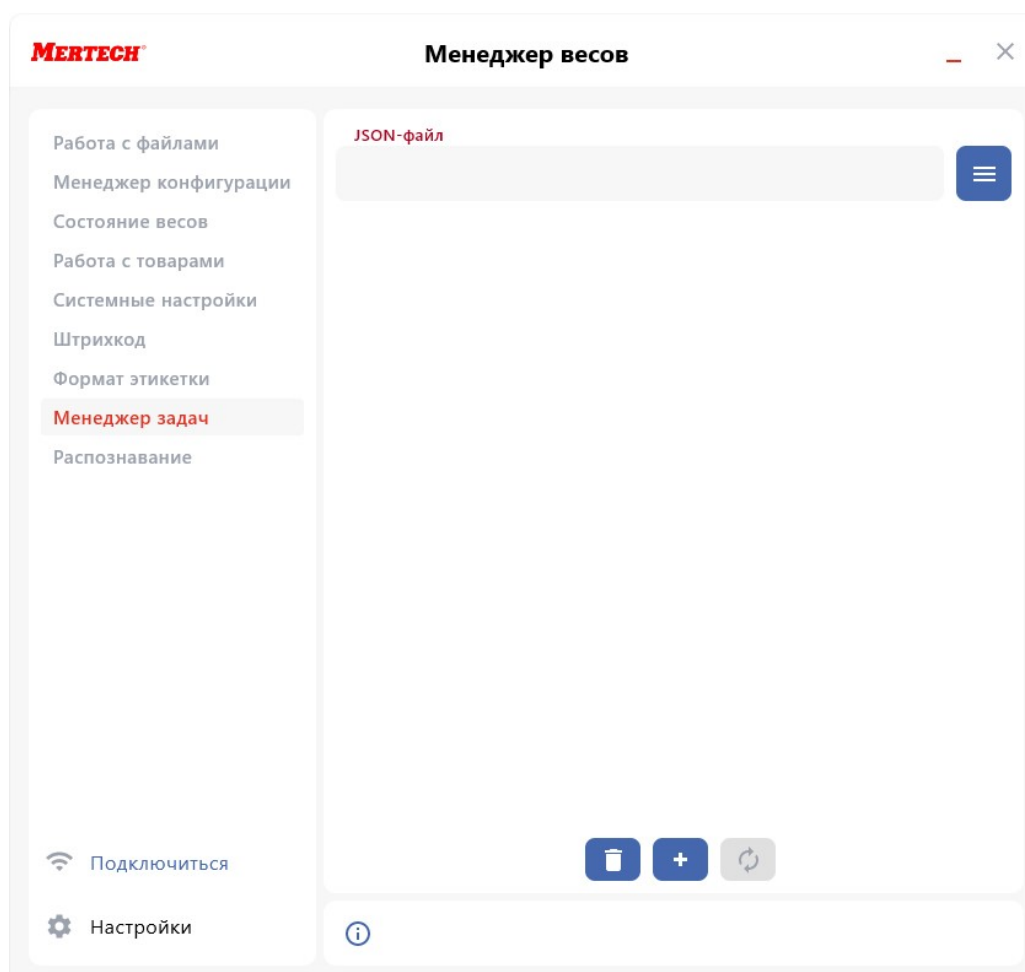 MERTECH®
Менеджер весов
Работа с файлами
Менеджер конфигурации
Состояние весов
Работа с товарами
Системные настройки
Штрихкод
Формат этикетки
Менеджер задач
Распознавание
JSON-файл
Подключиться
Настройки